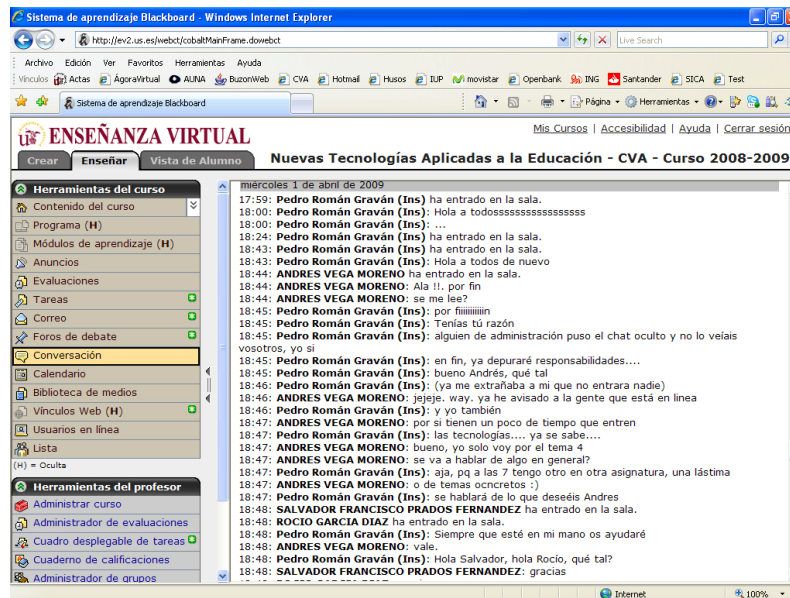 Sistema de aprendizaje Blackboard - Windows Internet Explorer
http://ev2.us.es/webct/cobaltMainFrame.dowebct
Live Search
Archivo Edición Ver Favoritos Herramientas Ayuda
Vínculos Actas ÁgoraVirtual AUNA BuzonWeb CVA Hotmail Husos IUP movistar Openbank ING Santander SICA Test
Sistema de aprendizaje Blackboard
Página Herramientas
ENSEÑANZA VIRTUAL
Mis Cursos | Accesibilidad | Ayuda | Cerrar sesión
Crear Enseñar Vista de Alumno
Nuevas Tecnologías Aplicadas a la Educación - CVA - Curso 2008-2009
Herramientas del curso
Contenido del curso
Programa (H)
Módulos de aprendizaje (H)
Anuncios
Evaluaciones
Tareas
Correo
Foros de debate
Conversación
Calendario
Biblioteca de medios
Vínculos Web (H)
Usuarios en línea
Lista
(H) = Oculta
Herramientas del profesor
Administrar curso
Administrador de evaluaciones
Cuadro desplegable de tareas
Cuaderno de calificaciones
Administrador de grupos
miércoles 1 de abril de 2009
17:59: Pedro Román Graván (Ins) ha entrado en la sala.
18:00: Pedro Román Graván (Ins): Hola a todosssssssssssssssss
18:00: Pedro Román Graván (Ins): ...
18:24: Pedro Román Graván (Ins) ha entrado en la sala.
18:43: Pedro Román Graván (Ins) ha entrado en la sala.
18:43: Pedro Román Graván (Ins): Hola a todos de nuevo
18:44: ANDRES VEGA MORENO ha entrado en la sala.
18:44: ANDRES VEGA MORENO: Ala !!. por fin
18:44: ANDRES VEGA MORENO: se me lee?
18:45: Pedro Román Graván (Ins): por fiiiiiiiiiin
18:45: Pedro Román Graván (Ins): Tenías tú razón
18:45: Pedro Román Graván (Ins): alguien de administración puso el chat oculto y no lo veíais
vosotros, yo si
18:45: Pedro Román Graván (Ins): en fin, ya depuraré responsabilidades....
18:45: Pedro Román Graván (Ins): bueno Andrés, qué tal
18:46: Pedro Román Graván (Ins): (ya me extrañaba a mi que no entrara nadie)
18:46: ANDRES VEGA MORENO: jejeje. way. ya he avisado a la gente que está en linea
18:46: Pedro Román Graván (Ins): y yo también
18:47: ANDRES VEGA MORENO: por si tienen un poco de tiempo que entren
18:47: Pedro Román Graván (Ins): las tecnologías.... ya se sabe....
18:47: ANDRES VEGA MORENO: bueno, yo solo voy por el tema 4
18:47: ANDRES VEGA MORENO: se va a hablar de algo en general?
18:47: Pedro Román Graván (Ins): aja, pq a las 7 tengo otro en otra asignatura, una lástima
18:47: ANDRES VEGA MORENO: o de temas ocncretos :)
18:47: Pedro Román Graván (Ins): se hablará de lo que deseéis Andres
18:48: SALVADOR FRANCISCO PRADOS FERNANDEZ ha entrado en la sala.
18:48: ROCIO GARCIA DIAZ ha entrado en la sala.
18:48: Pedro Román Graván (Ins): Siempre que esté en mi mano os ayudaré
18:48: ANDRES VEGA MORENO: vale.
18:48: Pedro Román Graván (Ins): Hola Salvador, hola Rocío, qué tal?
18:48: SALVADOR FRANCISCO PRADOS FERNANDEZ: gracias
Internet
100%